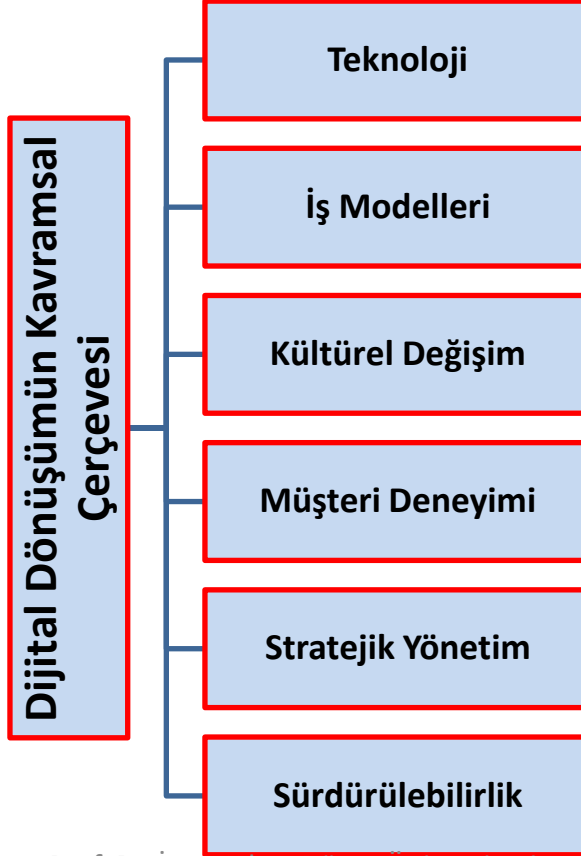 Dijital Dönüşümün Kavramsal
Çerçevesi
Teknoloji
İş Modelleri
Kültürel Değişim
Müşteri Deneyimi
Stratejik Yönetim
Sürdürülebilirlik